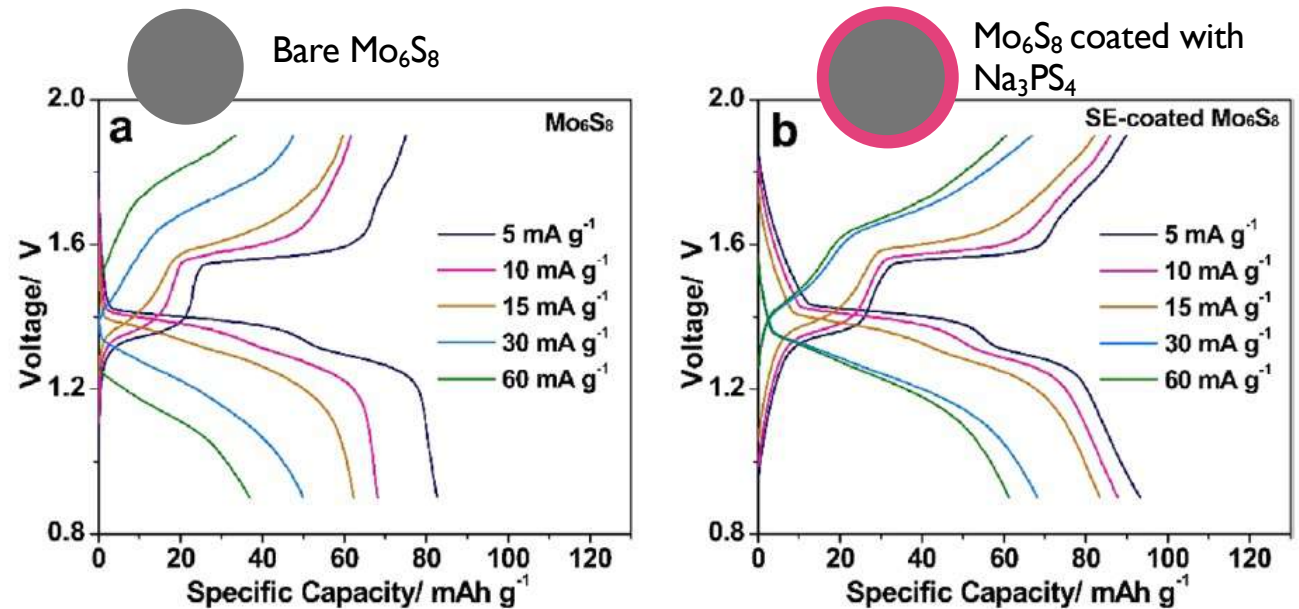 Bare Mo₆S₈
Mo₆S₈ coated with
Na₃PS₄
a
Mo₆S₈
2.0
1.6
1.2
0.8
Voltage/ V
5 mA g⁻¹
10 mA g⁻¹
15 mA g⁻¹
30 mA g⁻¹
60 mA g⁻¹
0 20 40 60 80 100 120
Specific Capacity/ mAh g⁻¹
b
SE-coated Mo₆S₈
2.0
1.6
1.2
0.8
Voltage/ V
5 mA g⁻¹
10 mA g⁻¹
15 mA g⁻¹
30 mA g⁻¹
60 mA g⁻¹
0 20 40 60 80 100 120
Specific Capacity/ mAh g⁻¹